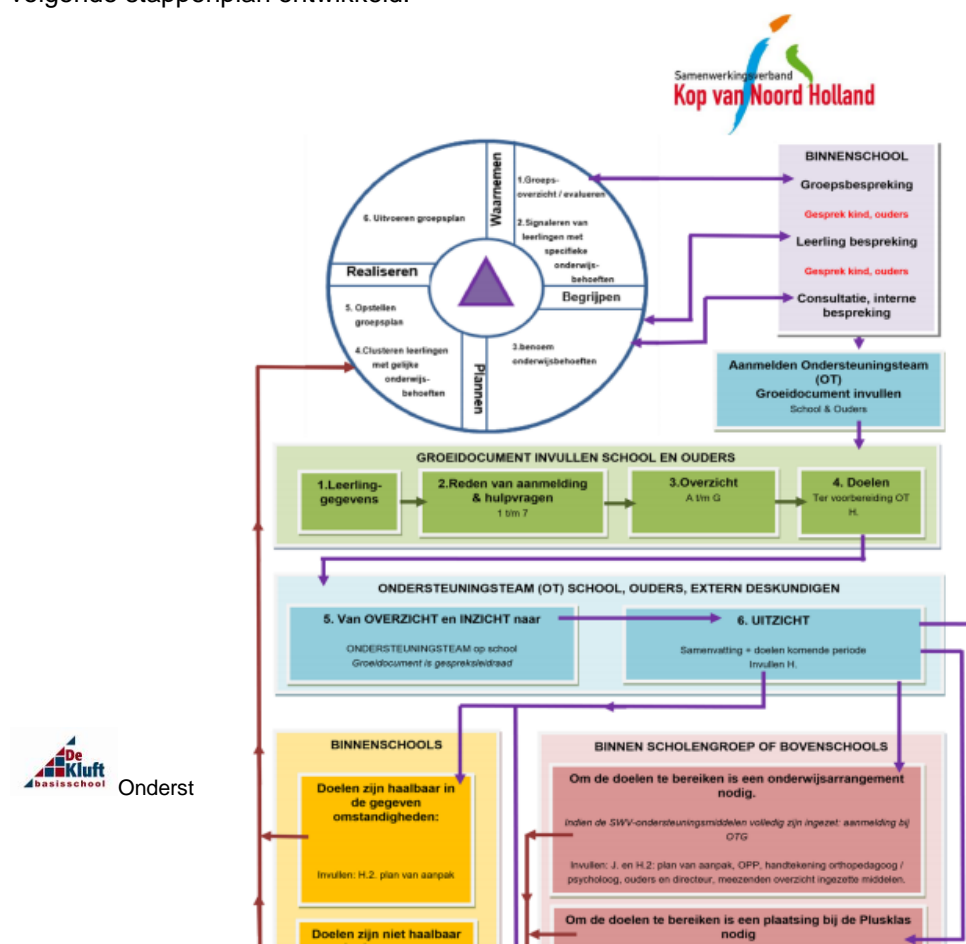 volgende stappenplan ontwikkeld.
Samenwerkingsverband
Kop van Noord Holland
Waarnemen
1.Groeps-
overzicht / evalueren
2.Signaleren van
leerlingen met
specifieke
onderwijs-
behoeften
Begrijpen
3.benoem
onderwijsbehoeften
Plannen
4.Clusteren leerlingen
met gelijke
onderwijs-
behoeften
5. Opstellen
groepsplan
Realiseren
6. Uitvoeren groepsplan
BINNENSCHOOL
Groepsbespreking
Gesprek kind, ouders
Leerling bespreking
Gesprek kind, ouders
Consultatie, interne
bespreking
Aanmelden Ondersteuningsteam
(OT)
Groeidocument invullen
School & Ouders
GROEIDOCUMENT INVULLEN SCHOOL EN OUDERS
1.Leerling-
gegevens
2.Reden van aanmelding
& hulpvragen
1 t/m 7
3.Overzicht
A t/m G
4. Doelen
Ter voorbereiding OT
H.
ONDERSTEUNINGSTEAM (OT) SCHOOL, OUDERS, EXTERN DESKUNDIGEN
5. Van OVERZICHT en INZICHT naar
ONDERSTEUNINGSTEAM op school
Groeidocument is gespreksleidraad
6. UITZICHT
Samenvatting + doelen komende periode
Invullen H.
BINNENSCHOOLS
Doelen zijn haalbaar in
de gegeven
omstandigheden:
Invullen: H.2. plan van aanpak
Doelen zijn niet haalbaar
BINNEN SCHOLENGROEP OF BOVENSCHOOLS
Om de doelen te bereiken is een onderwijsarrangement
nodig.
Indien de SWV-ondersteuningsmiddelen volledig zijn ingezet: aanmelding bij
OTG
Invullen: J. en H.2: plan van aanpak, OPP, handtekening orthopedagoog /
psycholoog, ouders en directeur, meezenden overzicht ingezette middelen.
Om de doelen te bereiken is een plaatsing bij de Plusklas
nodig
De
Kluft
basisschool
Onderst